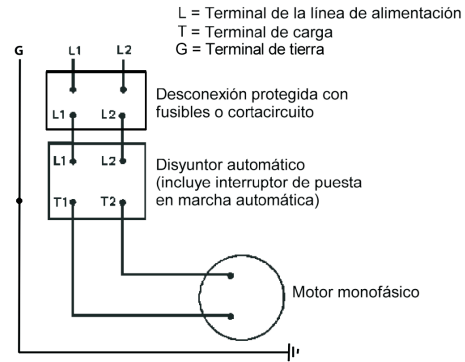 L = Terminal de la línea de alimentación
T = Terminal de carga
G = Terminal de tierra
G L1 L2
Desconexión protegida con
fusibles o cortacircuito
L1 L2
L1 L2
Disyuntor automático
(incluye interruptor de puesta
en marcha automática)
T1 T2
Motor monofásico